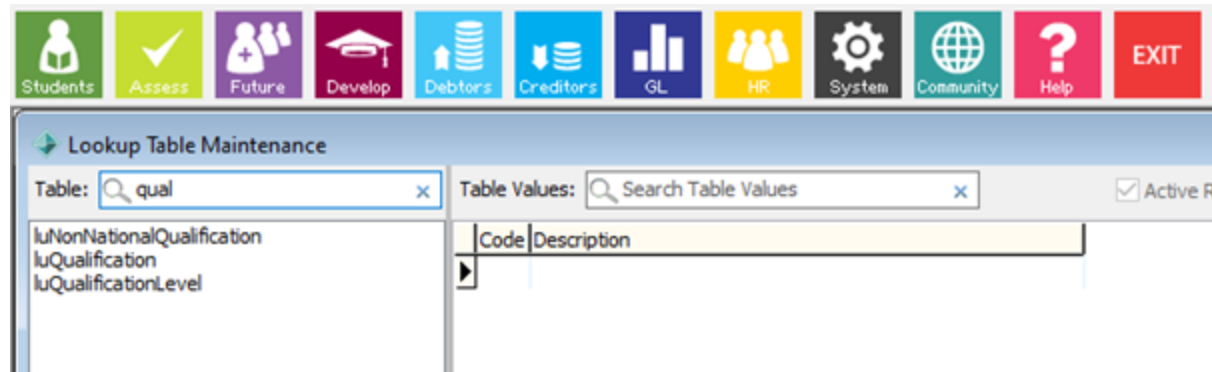 Students Assess Future Develop Debtors Creditors GL HR System Community Help EXIT
Lookup Table Maintenance
Table: qual × Table Values: Search Table Values × Active R
luNonNationalQualification
luQualification
luQualificationLevel
Code Description